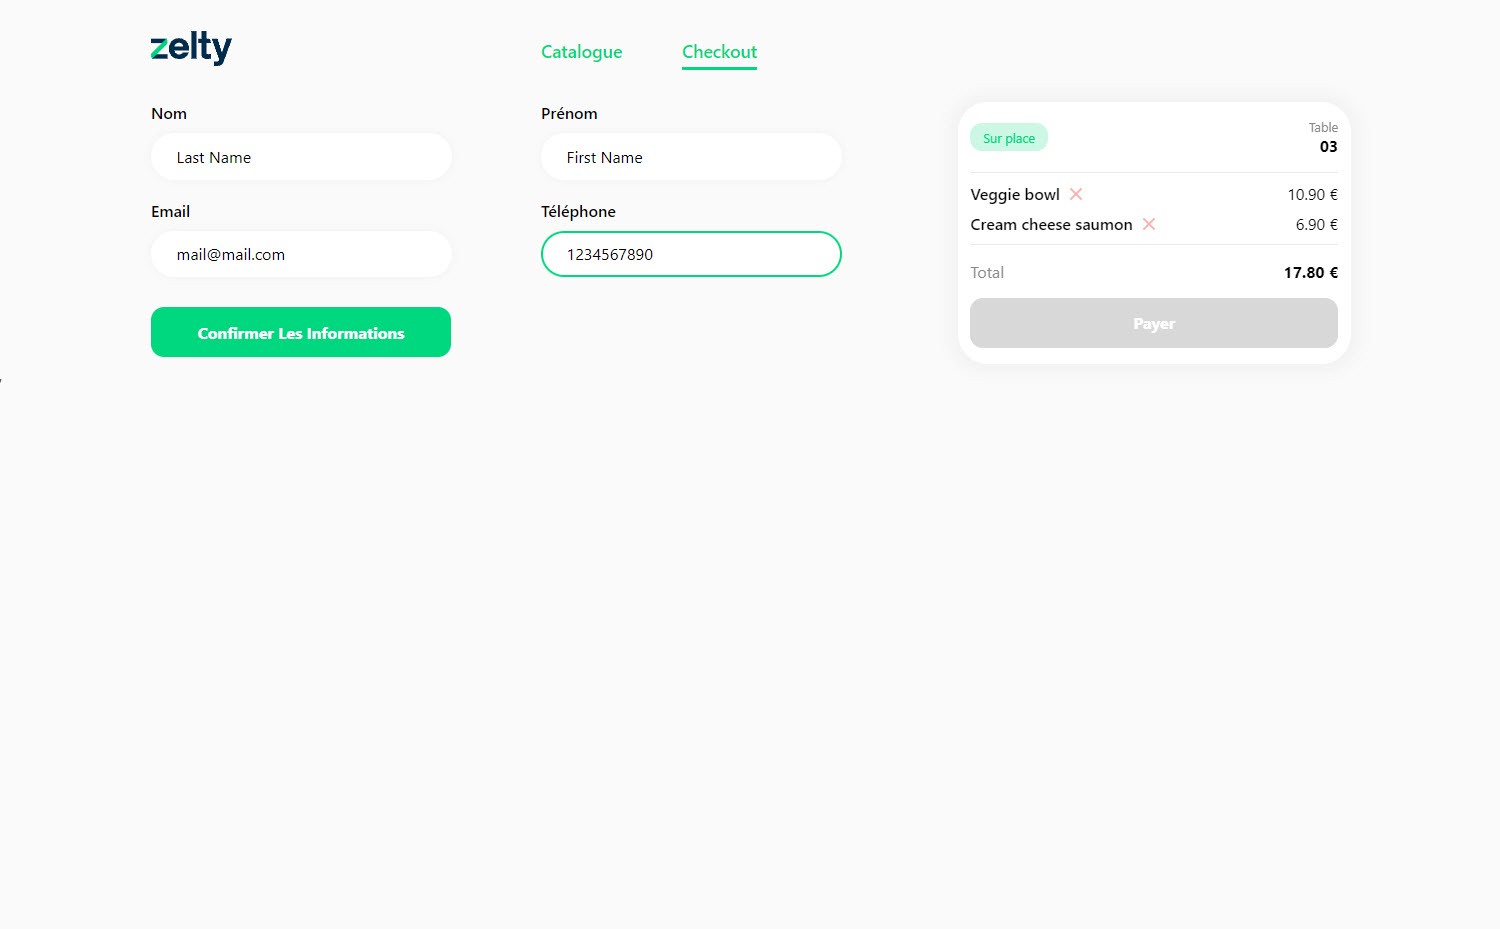 zelty
Catalogue
Checkout
Nom
Last Name
Prénom
First Name
Email
mail@mail.com
Téléphone
1234567890
Confirmer Les Informations
Sur place
Table
03
Veggie bowl 10.90 €
Cream cheese saumon 6.90 €
Total 17.80 €
Payer